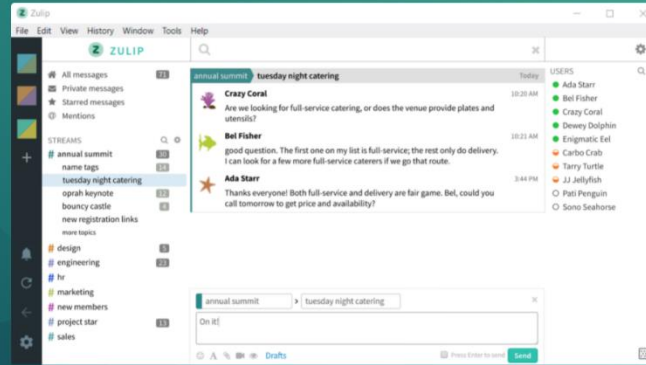 Zulip
File Edit View History Window Tools Help
ZULIP
All messages 71
Private messages
Starred messages
Mentions
STREAMS
# annual summit 30
name tags 14
tuesday night catering
oprah keynote 12
bouncy castle 4
new registration links
more topics
# design 5
# engineering 23
# hr
# marketing
# new members
# project star 13
# sales
annual summit tuesday night catering Today
Crazy Coral 10:20 AM
Are we looking for full-service catering, or does the venue provide plates and
utensils?
Bel Fisher 10:21 AM
good question. The first one on my list is full-service; the rest only do delivery.
I can look for a few more full-service caterers if we go that route.
Ada Starr 3:44 PM
Thanks everyone! Both full-service and delivery are fair game. Bel, could you
call tomorrow to get price and availability?
annual summit > tuesday night catering
On it!
Drafts Press Enter to send Send
USERS
Ada Starr
Bel Fisher
Crazy Coral
Dewey Dolphin
Enigmatic Eel
Carbo Crab
Tarry Turtle
JJ Jellyfish
Pati Penguin
Sono Seahorse